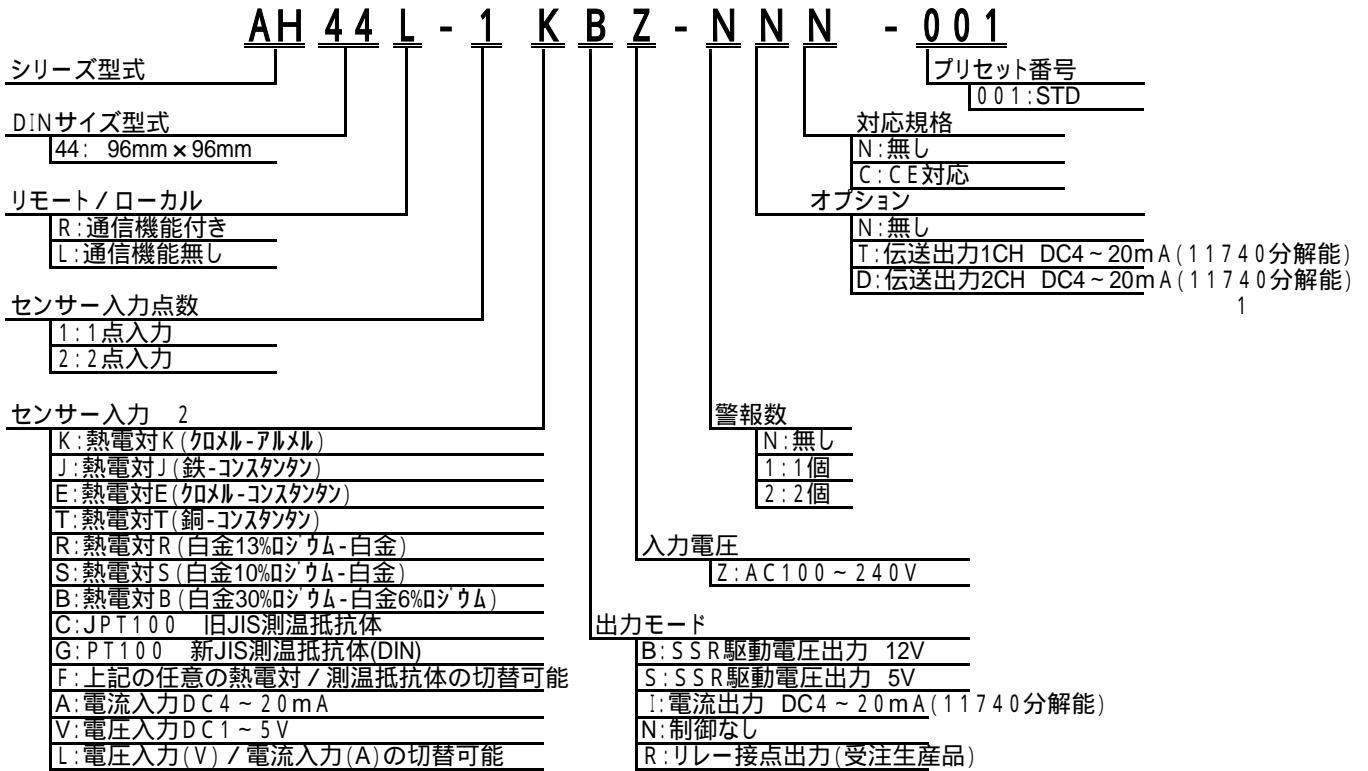 AH44L-1KBZ-NNN-001
シリーズ型式
プリセット番号
001:STD
DINサイズ型式
44: 96mm×96mm
対応規格
N:無し
C:CE対応
リモート/ローカル
R:通信機能付き
L:通信機能無し
オプション
N:無し
T:伝送出力1CH DC4~20mA(11740分解能)
D:伝送出力2CH DC4~20mA(11740分解能)
1
センサー入力点数
1:1点入力
2:2点入力
センサー入力 2
K:熱電対K(クロメル-アルメル)
J:熱電対J(鉄-コンスタンタン)
E:熱電対E(クロメル-コンスタンタン)
T:熱電対T(銅-コンスタンタン)
R:熱電対R(白金13%ロジウム-白金)
S:熱電対S(白金10%ロジウム-白金)
B:熱電対B(白金30%ロジウム-白金6%ロジウム)
C:JPT100 旧JIS測温抵抗体
G:PT100 新JIS測温抵抗体(DIN)
F:上記の任意の熱電対/測温抵抗体の切替可能
A:電流入力DC4~20mA
V:電圧入力DC1~5V
L:電圧入力(V)/電流入力(A)の切替可能
警報数
N:無し
1:1個
2:2個
入力電圧
Z:AC100~240V
出力モード
B:SSR駆動電圧出力 12V
S:SSR駆動電圧出力 5V
I:電流出力 DC4~20mA(11740分解能)
N:制御なし
R:リレー接点出力(受注生産品)